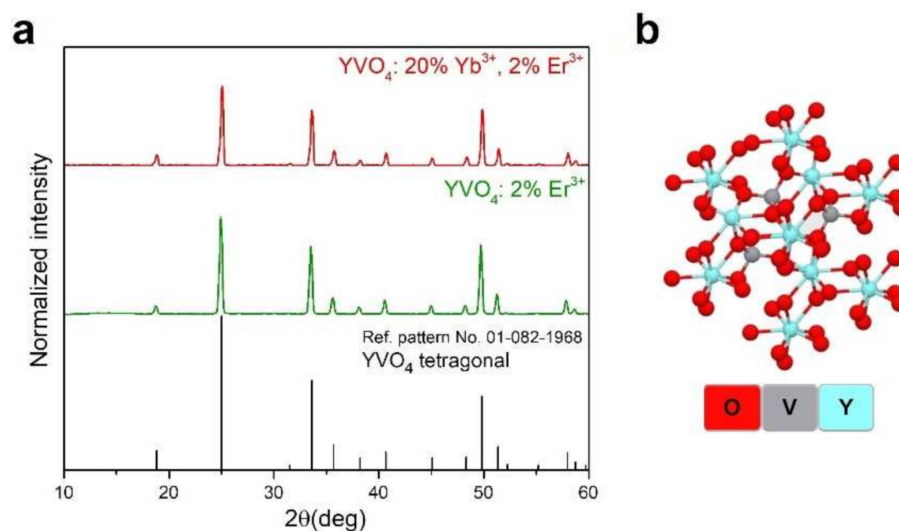 a
b
YVO₄: 20% Yb³⁺, 2% Er³⁺
YVO₄: 2% Er³⁺
Ref. pattern No. 01-082-1968
YVO₄ tetragonal
Normalized intensity
10 20 30 40 50 60
2θ(deg)
O V Y